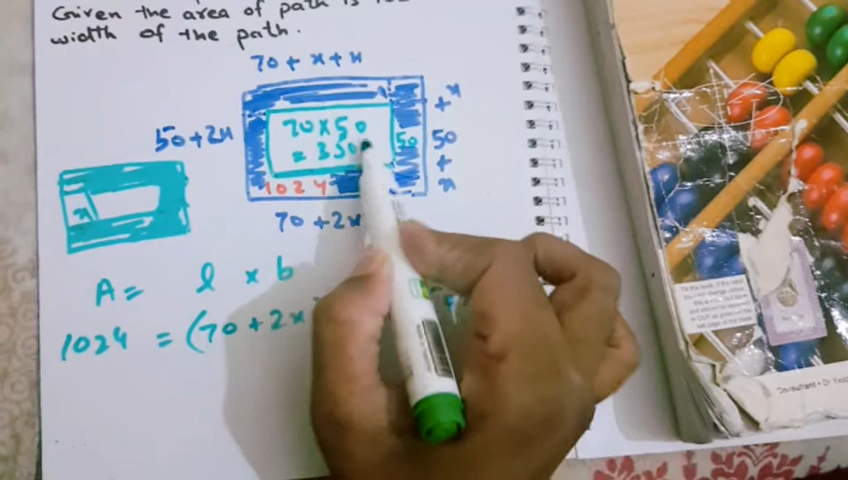 Given the area of path is
width of the path.
70 + x + x
50+2x
70x50
= 350
50
+x
50
+
x
1024
70 + 2x
x
A = l x b
1024 = (70 + 2x